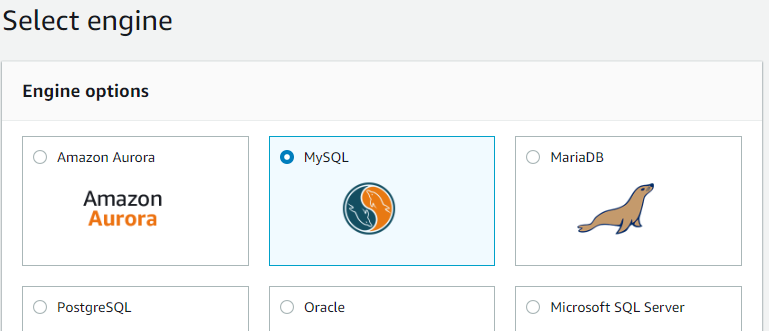 Select engine
Engine options
Amazon Aurora
MySQL
MariaDB
Amazon
Aurora
PostgreSQL
Oracle
Microsoft SQL Server